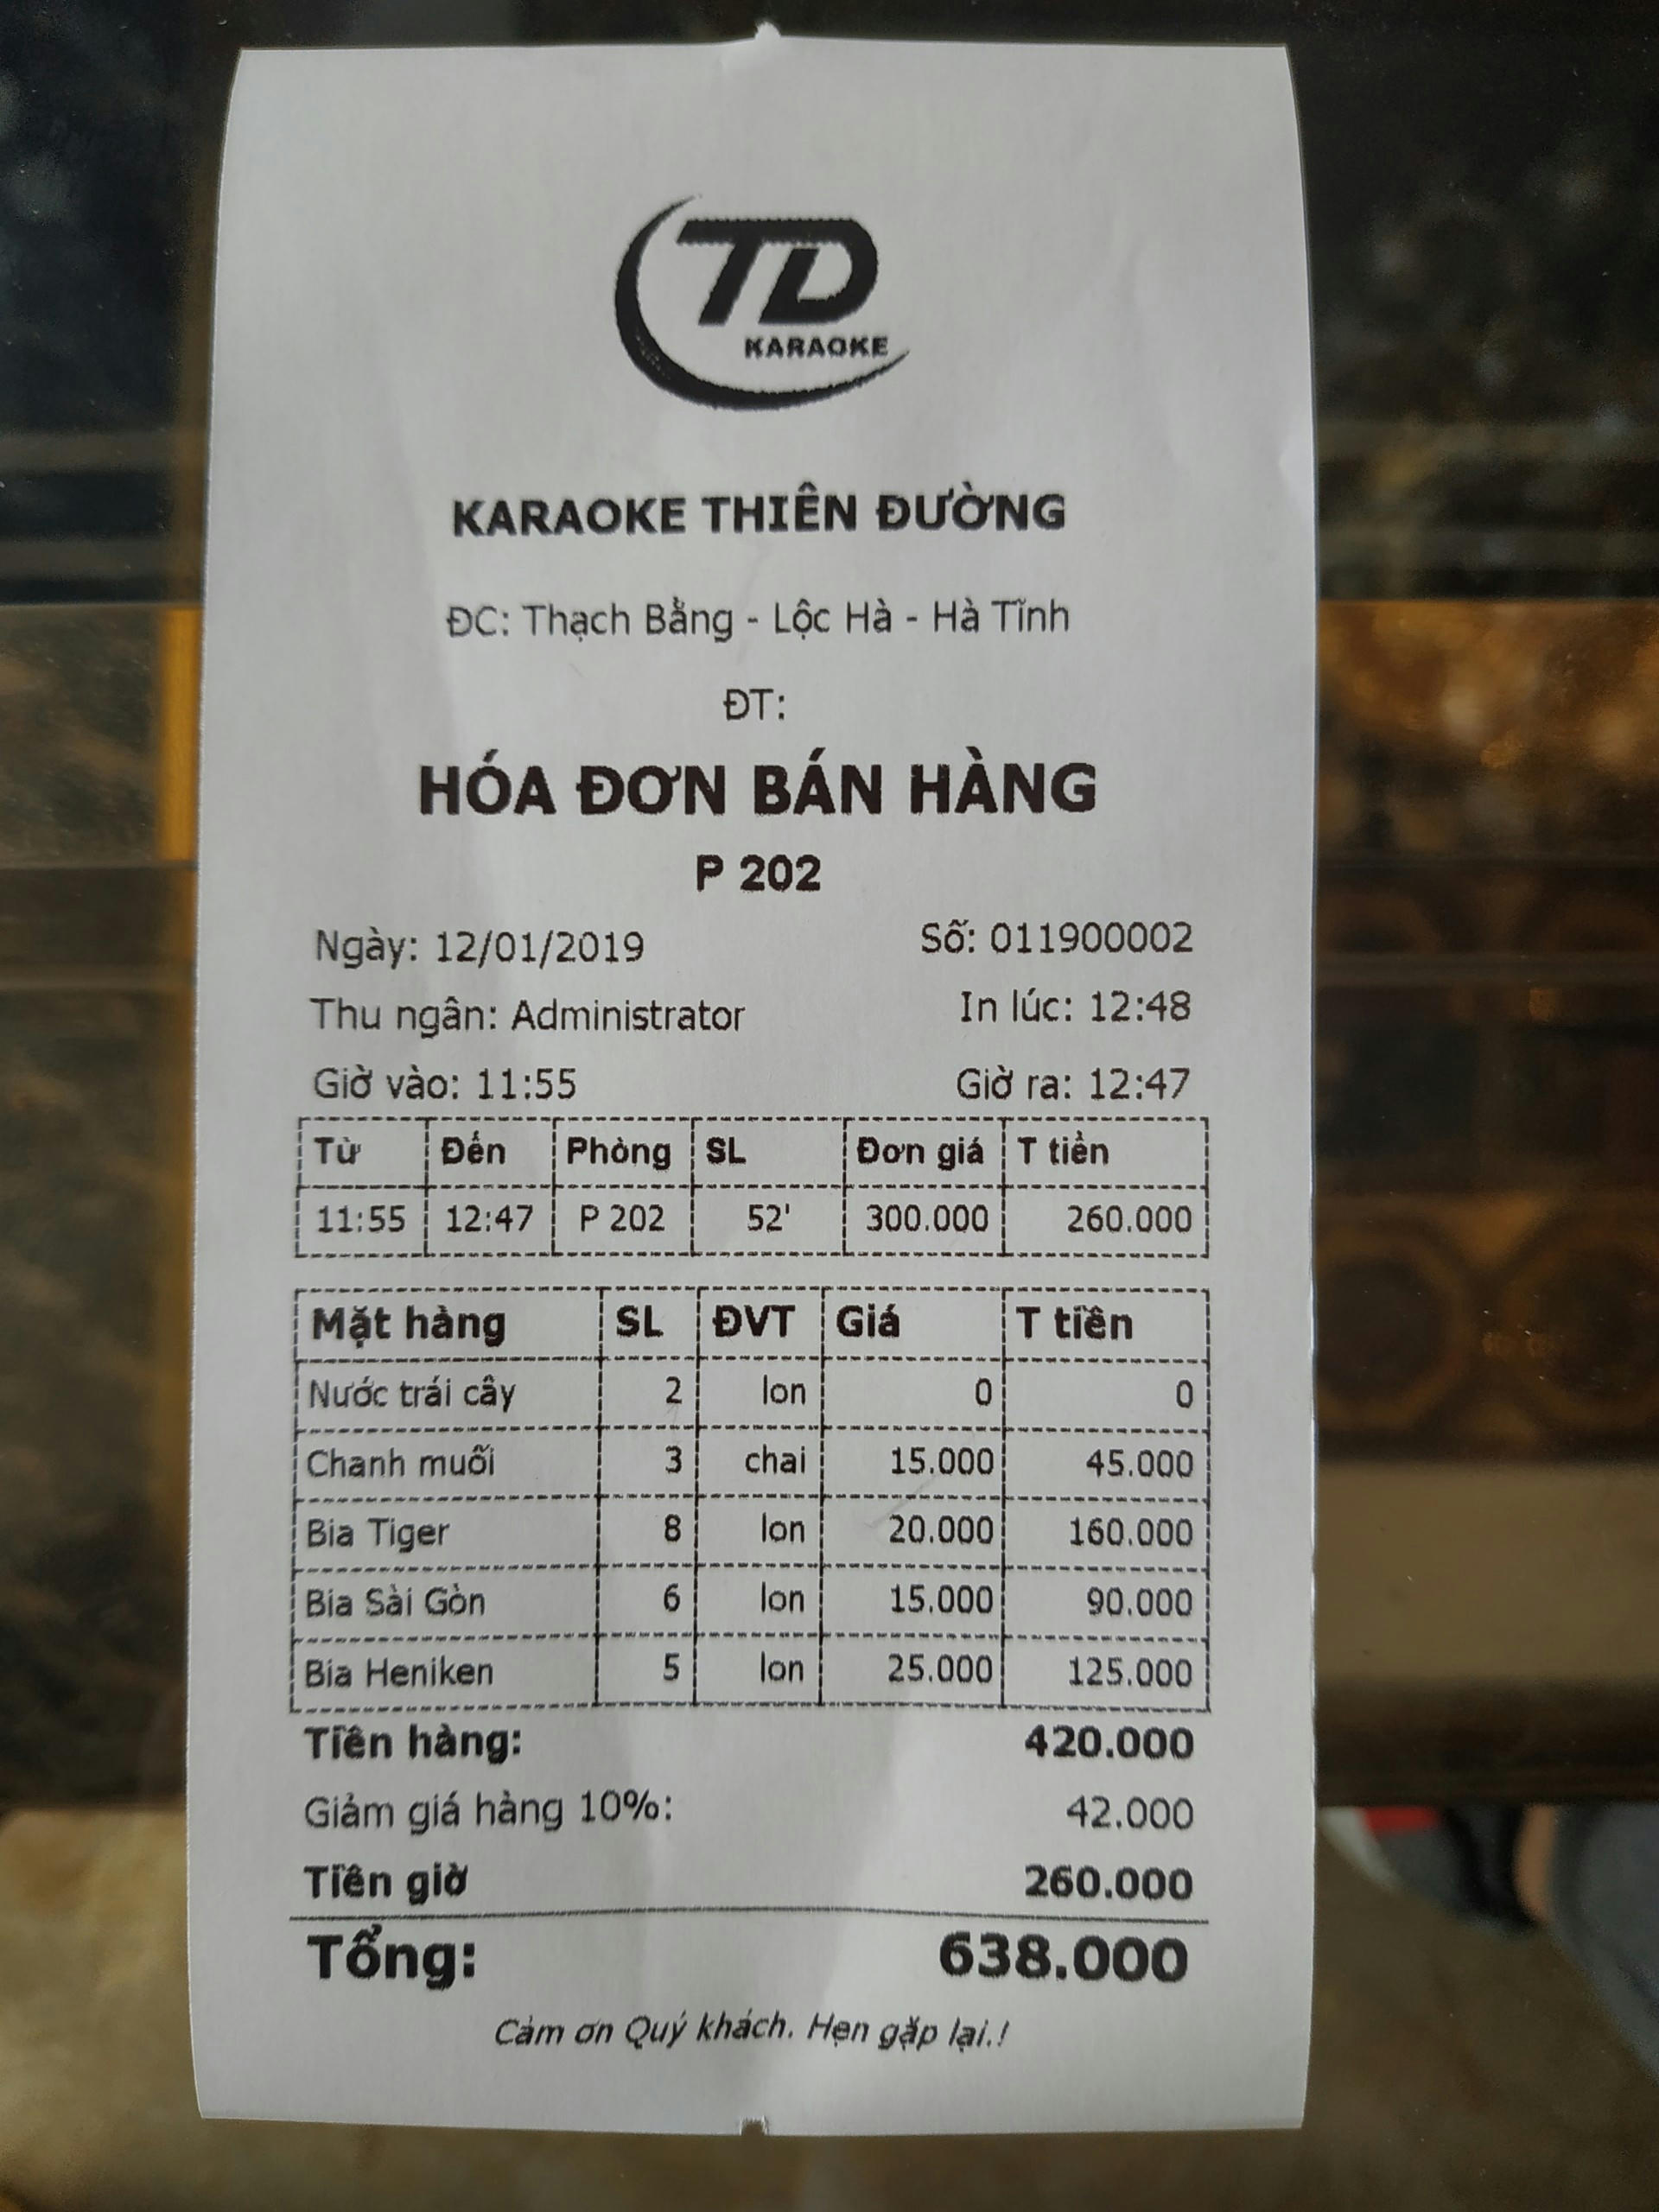 TD
KARAOKE
KARAOKE THIÊN ĐƯỜNG
ĐC: Thạch Bằng - Lộc Hà - Hà Tĩnh
ĐT:
HÓA ĐƠN BÁN HÀNG
P 202
Ngày: 12/01/2019 Số: 011900002
Thu ngân: Administrator In lúc: 12:48
Giờ vào: 11:55 Giờ ra: 12:47
Từ Đến Phòng SL Đơn giá T tiền
11:55 12:47 P 202 52' 300.000 260.000
Mặt hàng SL ĐVT Giá T tiền
Nước trái cây 2 lon 0 0
Chanh muối 3 chai 15.000 45.000
Bia Tiger 8 lon 20.000 160.000
Bia Sài Gòn 6 lon 15.000 90.000
Bia Heniken 5 lon 25.000 125.000
Tiền hàng: 420.000
Giảm giá hàng 10%: 42.000
Tiền giờ 260.000
Tổng: 638.000
Cảm ơn Quý khách. Hẹn gặp lại.!